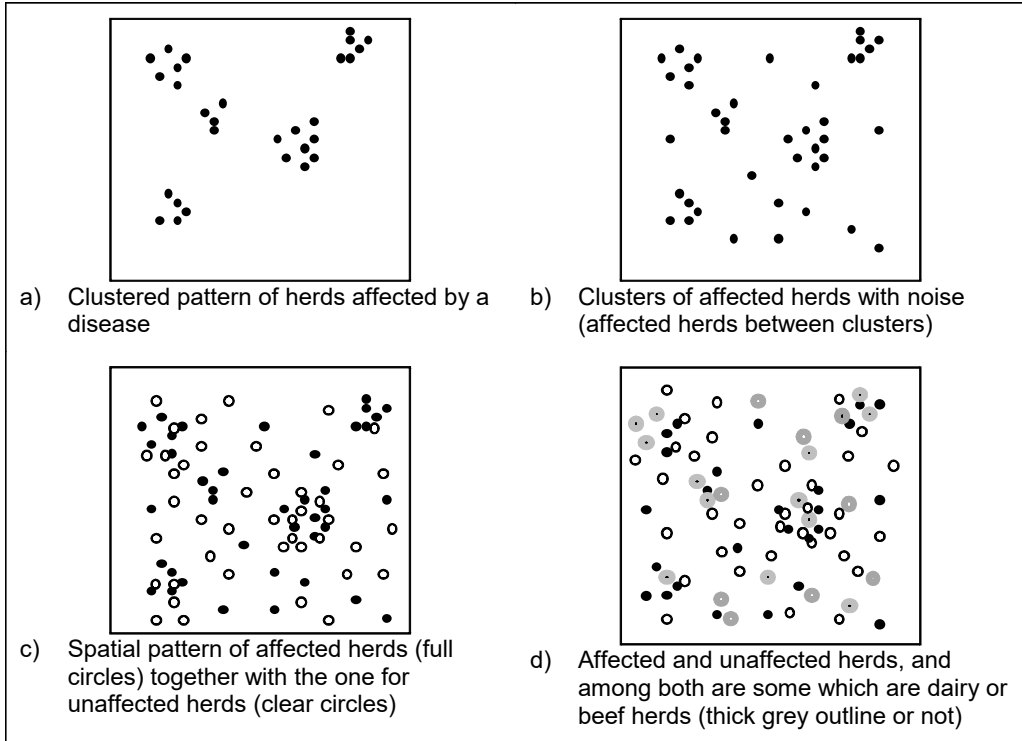 a) Clustered pattern of herds affected by a
disease
b) Clusters of affected herds with noise
(affected herds between clusters)
c) Spatial pattern of affected herds (full
circles) together with the one for
unaffected herds (clear circles)
d) Affected and unaffected herds, and
among both are some which are dairy or
beef herds (thick grey outline or not)